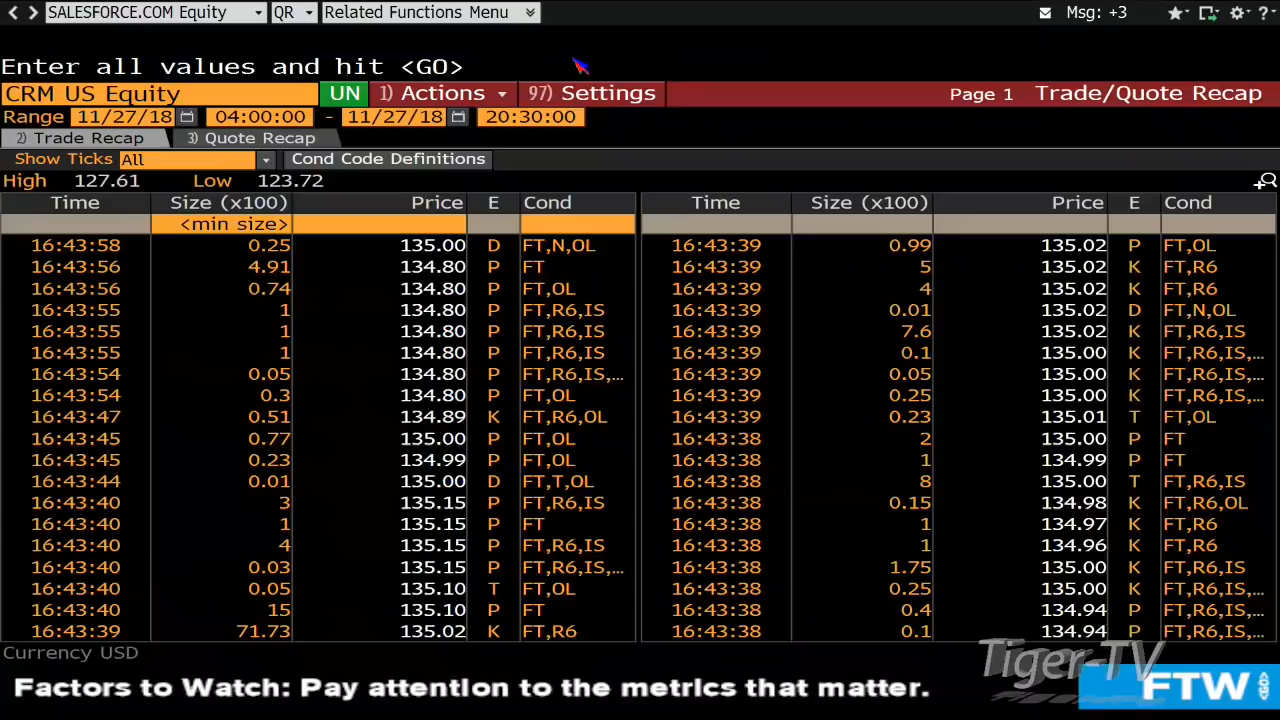 SALESFORCE.COM Equity QR Related Functions Menu Msg: +3
Enter all values and hit <GO>
CRM US Equity UN 1) Actions 97) Settings Page 1 Trade/Quote Recap
Range 11/27/18 04:00:00 - 11/27/18 20:30:00
2) Trade Recap 3) Quote Recap
Show Ticks All Cond Code Definitions
High 127.61 Low 123.72
Time Size (x100) Price E Cond Time Size (x100) Price E Cond
<min size>
16:43:58 0.25 135.00 D FT,N,OL 16:43:39 0.99 135.02 P FT,OL
16:43:56 4.91 134.80 P FT 16:43:39 5 135.02 K FT,R6
16:43:56 0.74 134.80 P FT,OL 16:43:39 4 135.02 K FT,R6
16:43:55 1 134.80 P FT,R6,IS 16:43:39 0.01 135.02 D FT,N,OL
16:43:55 1 134.80 P FT,R6,IS 16:43:39 7.6 135.02 K FT,R6,IS
16:43:55 1 134.80 P FT,R6,IS 16:43:39 0.1 135.00 K FT,R6,IS,...
16:43:54 0.05 134.80 P FT,R6,IS,... 16:43:39 0.05 135.00 K FT,R6,IS,...
16:43:54 0.3 134.80 P FT,OL 16:43:39 0.25 135.00 K FT,R6,IS,...
16:43:47 0.51 134.89 K FT,R6,OL 16:43:39 0.23 135.01 T FT,OL
16:43:45 0.77 135.00 P FT,OL 16:43:38 2 135.00 P FT
16:43:45 0.23 134.99 P FT,OL 16:43:38 1 134.99 P FT
16:43:44 0.01 135.00 D FT,T,OL 16:43:38 8 135.00 T FT,R6,IS
16:43:40 3 135.15 P FT,R6,IS 16:43:38 0.15 134.98 K FT,R6,OL
16:43:40 1 135.15 P FT 16:43:38 1 134.97 K FT,R6
16:43:40 4 135.15 P FT,R6,IS 16:43:38 1 134.96 K FT,R6
16:43:40 0.03 135.15 P FT,R6,IS,... 16:43:38 1.75 135.00 K FT,R6,IS
16:43:40 0.05 135.10 T FT,OL 16:43:38 0.25 135.00 K FT,R6,IS,...
16:43:40 15 135.10 P FT 16:43:38 0.4 134.94 P FT,R6,IS,...
16:43:39 71.73 135.02 K FT,R6 16:43:38 0.1 134.94 P FT,R6,IS,...
Currency USD
Tiger-TV
Factors to Watch: Pay attention to the metrics that matter.
FTW <GO>